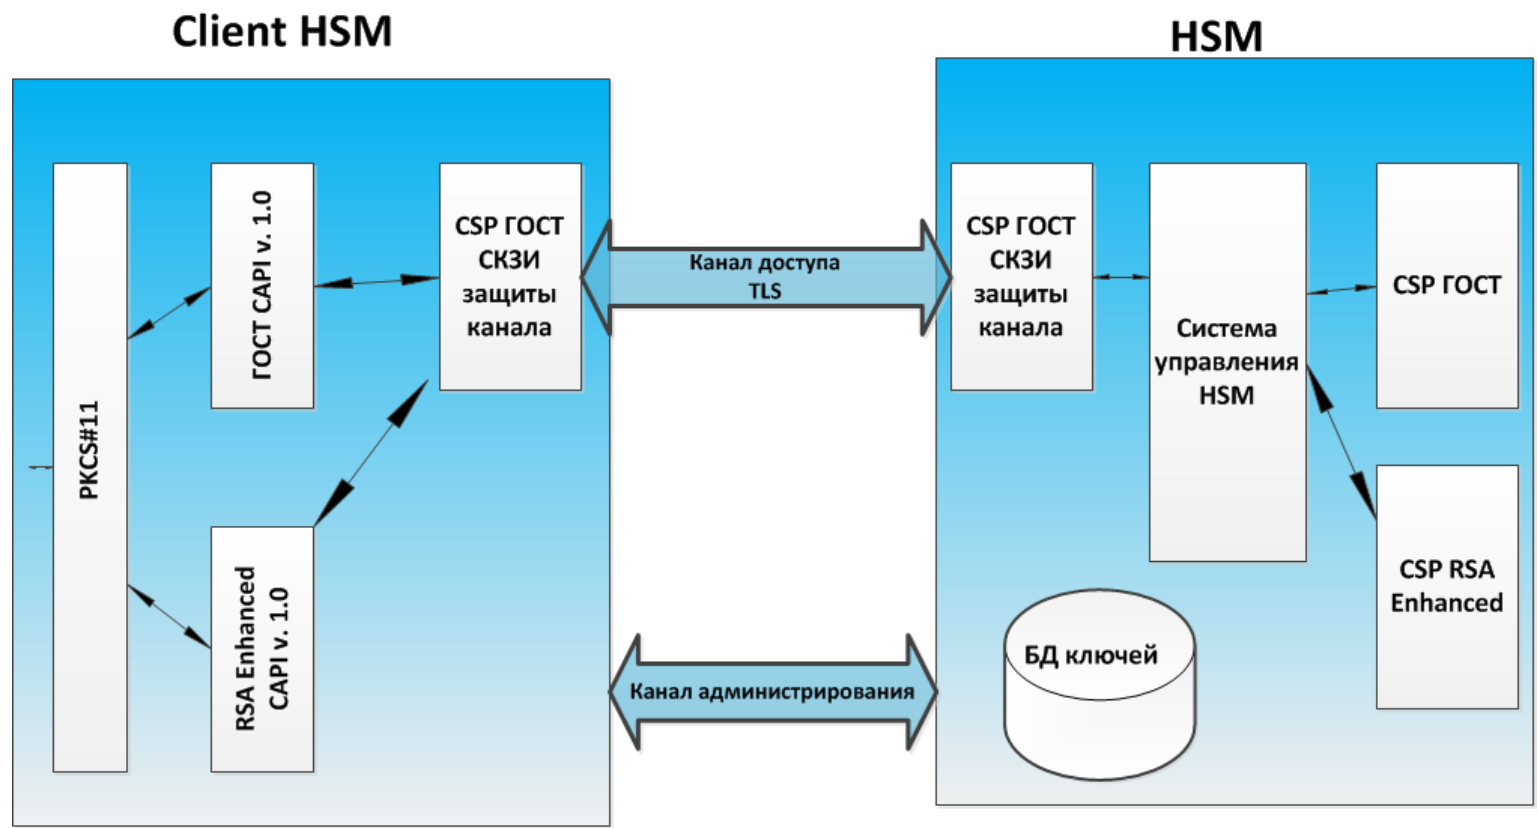 Client HSM
HSM
PKCS#11
ГОСТ CAPI v. 1.0
RSA Enhanced
CAPI v. 1.0
CSP ГОСТ
СКЗИ
защиты
канала
Канал доступа
TLS
CSP ГОСТ
СКЗИ
защиты
канала
Система
управления
HSM
CSP ГОСТ
CSP RSA
Enhanced
БД ключей
Канал администрирования